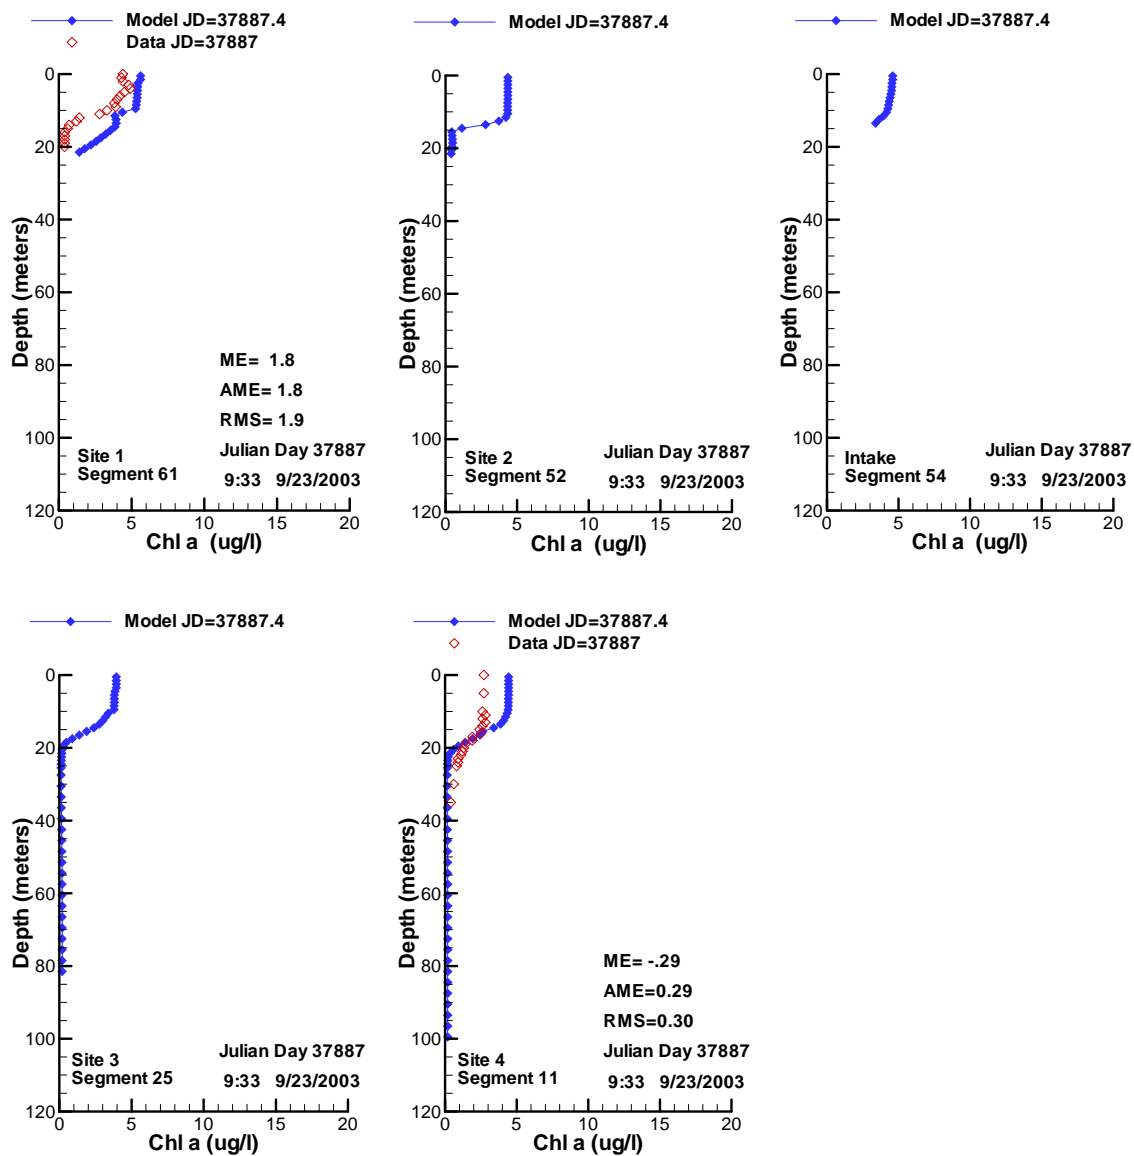 Model JD=37887.4
Data JD=37887
0
20
40
60
80
100
120
Depth (meters)
ME= 1.8
AME= 1.8
RMS= 1.9
Site 1
Segment 61
Julian Day 37887
9:33 9/23/2003
0 5 10 15 20
Chl a (ug/l)
Model JD=37887.4
0
20
40
60
80
100
120
Depth (meters)
Site 2
Segment 52
Julian Day 37887
9:33 9/23/2003
0 5 10 15 20
Chl a (ug/l)
Model JD=37887.4
0
20
40
60
80
100
120
Depth (meters)
Intake
Segment 54
Julian Day 37887
9:33 9/23/2003
0 5 10 15 20
Chl a (ug/l)
Model JD=37887.4
0
20
40
60
80
100
120
Depth (meters)
Site 3
Segment 25
Julian Day 37887
9:33 9/23/2003
0 5 10 15 20
Chl a (ug/l)
Model JD=37887.4
Data JD=37887
0
20
40
60
80
100
120
Depth (meters)
ME= -.29
AME=0.29
RMS=0.30
Site 4
Segment 11
Julian Day 37887
9:33 9/23/2003
0 5 10 15 20
Chl a (ug/l)